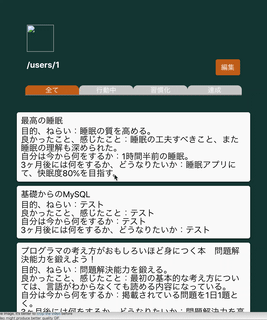 /users/1
編集
全て
行動中
習慣化
達成
最高の睡眠
目的、ねらい：睡眠の質を高める。
良かったこと、感じたこと：睡眠の工夫すべきこと、また
睡眠の理解も深められた。
自分は今から何をするか：1時間半前の睡眠。
3ヶ月後には何をするか、どうなりたいか：睡眠アプリに
て、快眠度80%を目指す。
基礎からのMySQL
目的、ねらい：テスト
良かったこと、感じたこと：テスト
自分は今から何をするか：テスト
3ヶ月後には何をするか、どうなりたいか：テスト
プログラマの考え方がおもしろいほど身につく本　問題解
決能力を鍛えよう！
目的、ねらい：問題解決能力を鍛える。
良かったこと、感じたこと：最初の基本的な考え方につい
ては、言語がわからなくても読める内容になっている。
自分は今から何をするか：掲載されている問題を1日1題と
く。
3ヶ月後には何をするか、どうなりたいか：